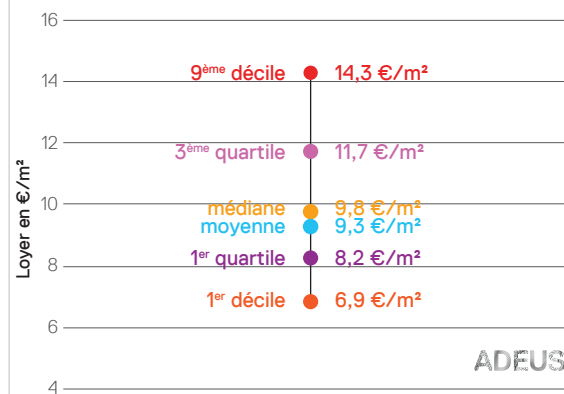 16
14
12
10
8
6
4
Loyer en €/m²
9ème décile 14,3 €/m²
3ème quartile 11,7 €/m²
médiane 9,8 €/m²
moyenne 9,3 €/m²
1er quartile 8,2 €/m²
1er décile 6,9 €/m²
ADEUS